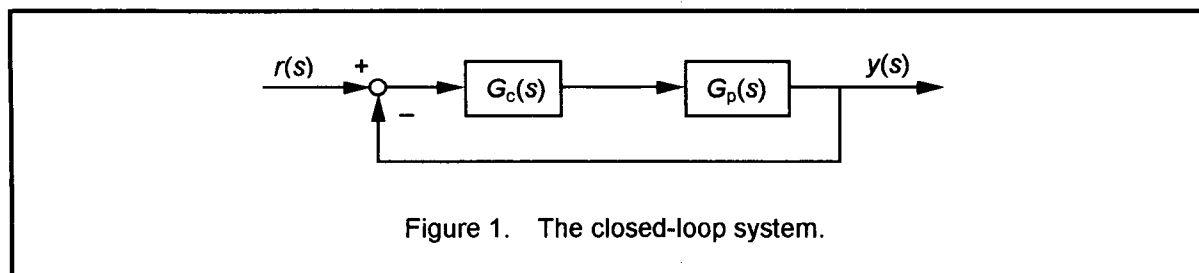 r(s) + G_c(s) G_p(s) y(s)
−
Figure 1. The closed-loop system.